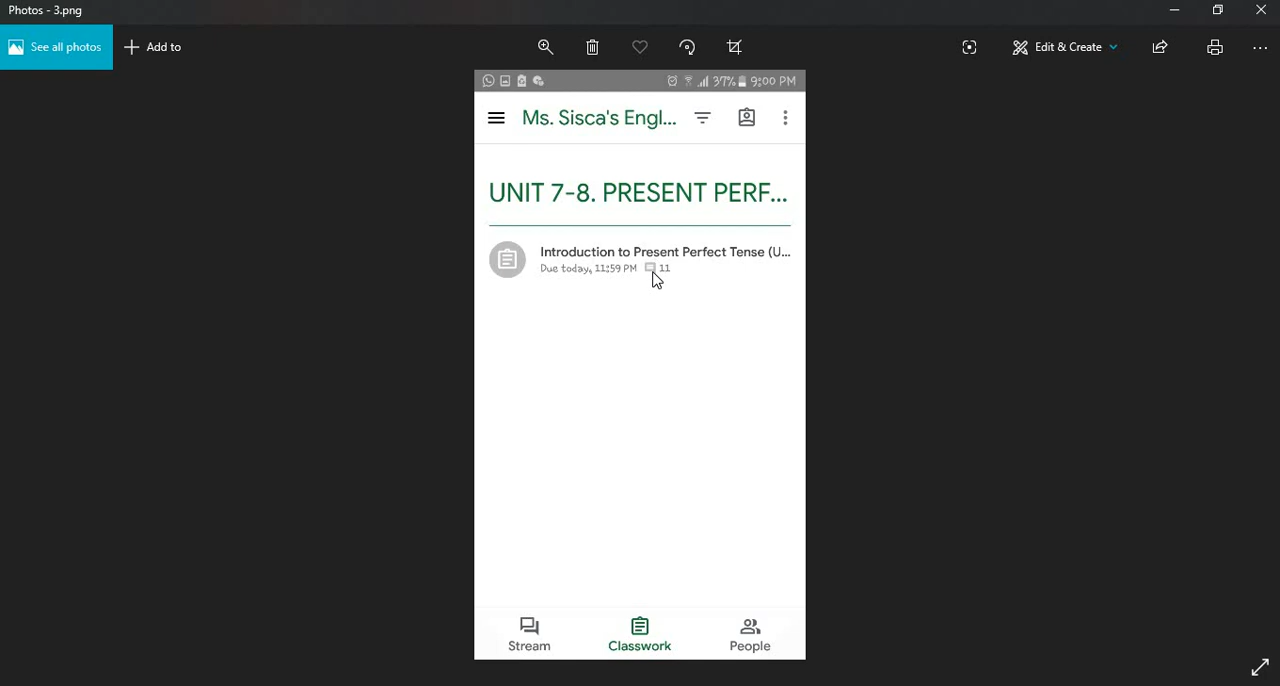 Photos - 3.png
See all photos
Add to
Edit & Create
37% 9:00 PM
Ms. Sisca's Engl...
UNIT 7-8. PRESENT PERF...
Introduction to Present Perfect Tense (U...
Due today, 11:59 PM 11
Stream
Classwork
People